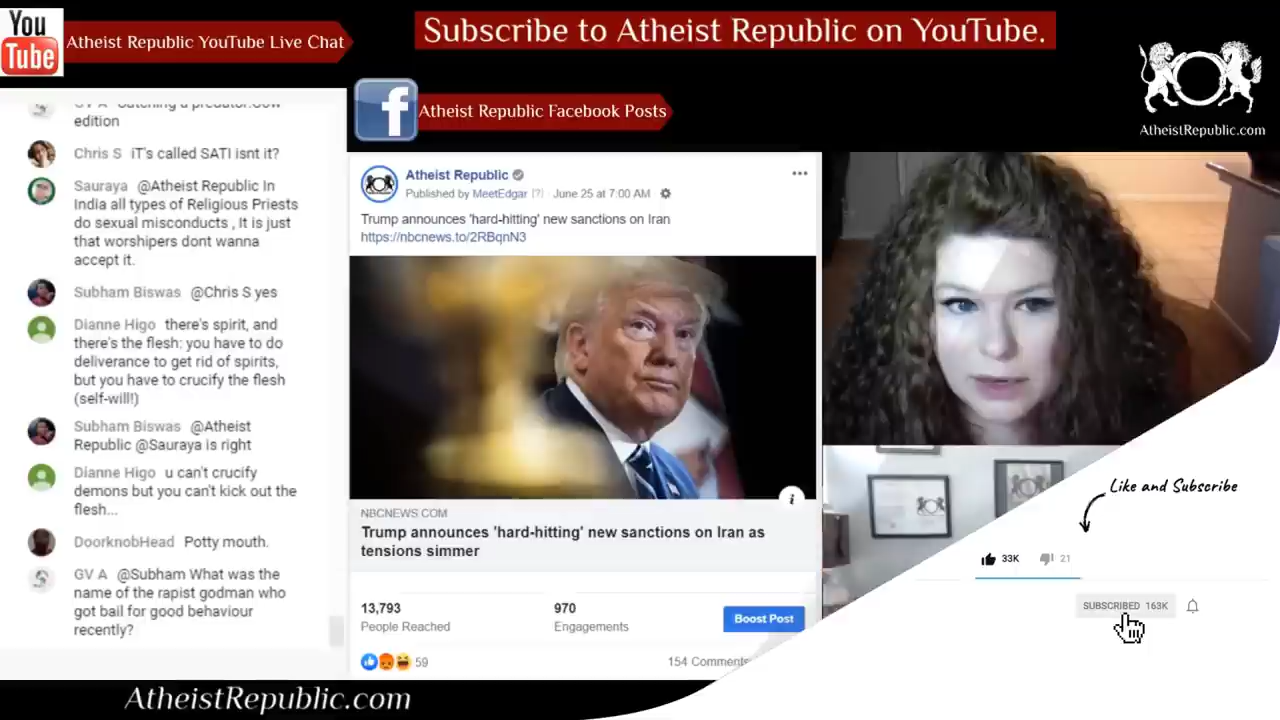 You
Tube
Atheist Republic YouTube Live Chat
Subscribe to Atheist Republic on YouTube.
AtheistRepublic.com
Atheist Republic Facebook Posts
GV A Catching a predator.Cow
edition
Chris S iT's called SATI isnt it?
Sauraya @Atheist Republic In
India all types of Religious Priests
do sexual misconducts , It is just
that worshipers dont wanna
accept it.
Subham Biswas @Chris S yes
Dianne Higo there's spirit, and
there's the flesh: you have to do
deliverance to get rid of spirits,
but you have to crucify the flesh
(self-will!)
Subham Biswas @Atheist
Republic @Sauraya is right
Dianne Higo u can't crucify
demons but you can't kick out the
flesh...
DoorknobHead Potty mouth.
GV A @Subham What was the
name of the rapist godman who
got bail for good behaviour
recently?
f
Atheist Republic
Published by MeetEdgar [?] · June 25 at 7:00 AM ·
Trump announces 'hard-hitting' new sanctions on Iran
https://nbcnews.to/2RBqnN3
i
NBCNEWS.COM
Trump announces 'hard-hitting' new sanctions on Iran as
tensions simmer
13,793
People Reached
970
Engagements
Boost Post
59
154 Comments
Like and Subscribe
33K
21
SUBSCRIBED 163K
AtheistRepublic.com